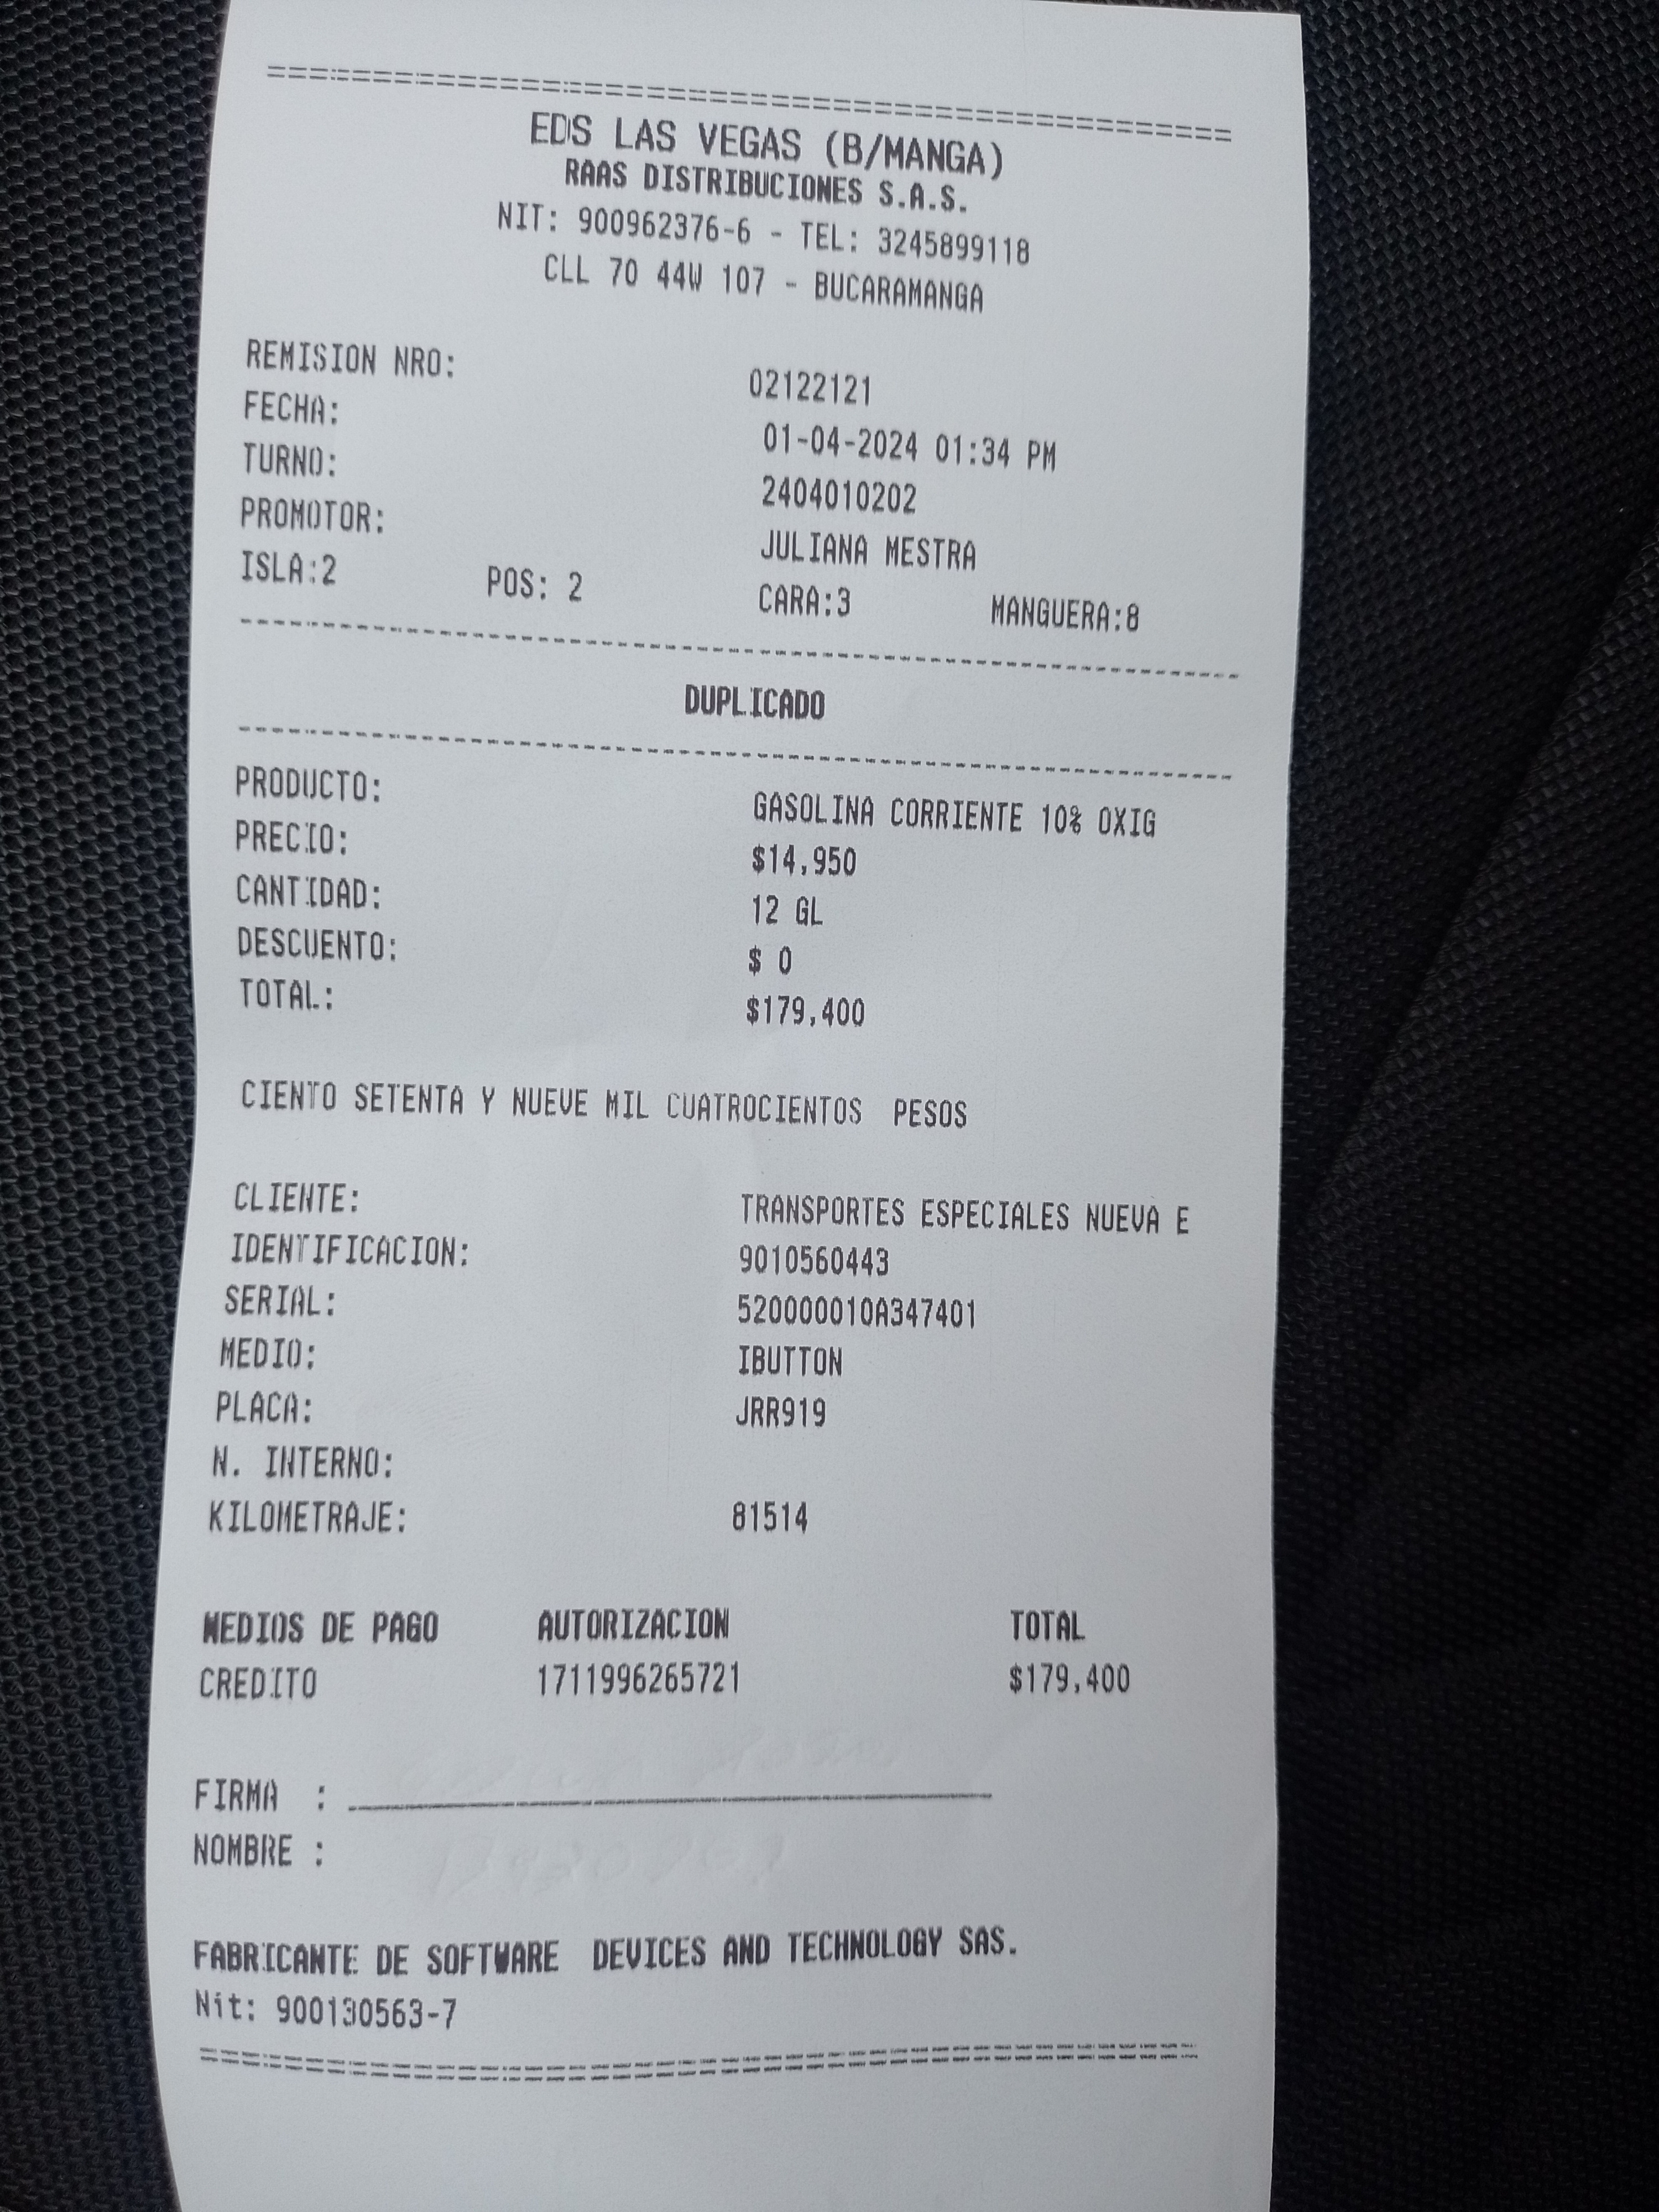 EDS LAS VEGAS (B/MANGA)
RAAS DISTRIBUCIONES S.A.S.
NIT: 900962376-6 - TEL: 3245899118
CLL 70 44W 107 - BUCARAMANGA
REMISION NRO: 02122121
FECHA: 01-04-2024 01:34 PM
TURNO: 2404010202
PROMOTOR: JULIANA MESTRA
ISLA:2 POS: 2 CARA:3 MANGUERA:8
DUPLICADO
PRODUCTO: GASOLINA CORRIENTE 10% OXIG
PRECIO: $14,950
CANTIDAD: 12 GL
DESCUENTO: $ 0
TOTAL: $179,400
CIENTO SETENTA Y NUEVE MIL CUATROCIENTOS PESOS
CLIENTE: TRANSPORTES ESPECIALES NUEVA E
IDENTIFICACION: 9010560443
SERIAL: 520000010A347401
MEDIO: IBUTTON
PLACA: JRR919
N. INTERNO:
KILOMETRAJE: 81514
MEDIOS DE PAGO AUTORIZACION TOTAL
CREDITO 1711996265721 $179,400
FIRMA :
NOMBRE :
FABRICANTE DE SOFTWARE DEVICES AND TECHNOLOGY SAS.
Nit: 900130563-7